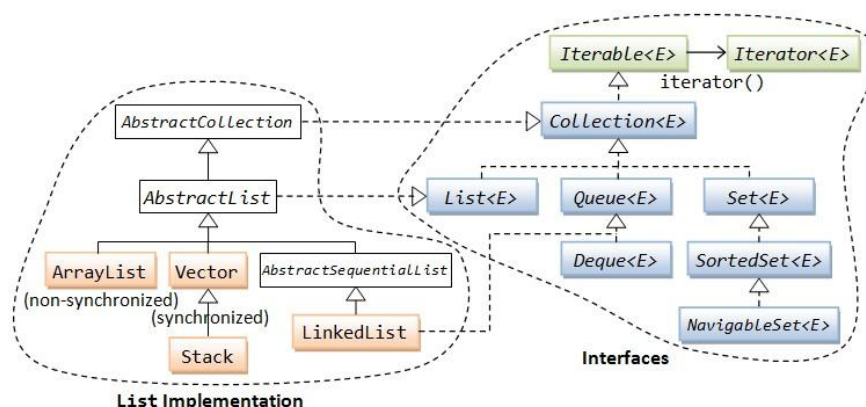 Iterable<E>
Iterator<E>
iterator()
AbstractCollection
Collection<E>
AbstractList
List<E>
Queue<E>
Set<E>
ArrayList
Vector
AbstractSequentialList
Deque<E>
SortedSet<E>
(non-synchronized)
(synchronized)
LinkedList
NavigableSet<E>
Stack
Interfaces
List Implementation